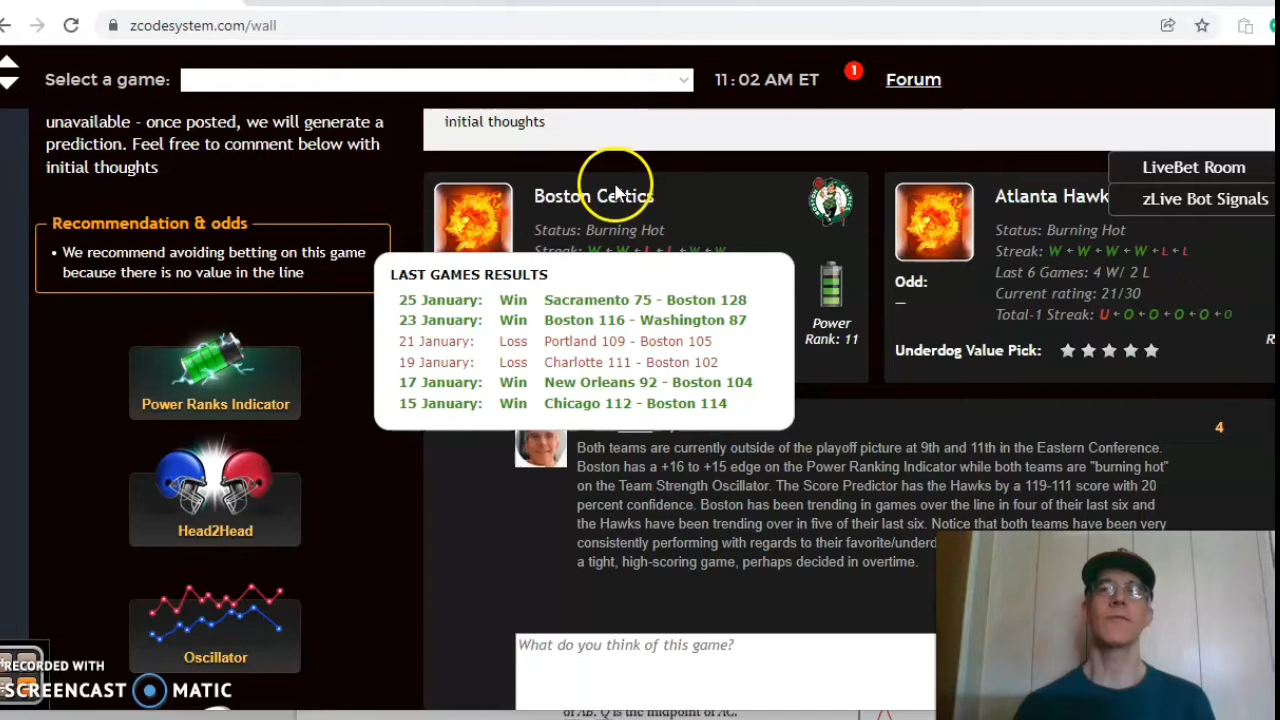 zcodesystem.com/wall
Select a game:
11:02 AM ET
1
Forum
unavailable - once posted, we will generate a
prediction. Feel free to comment below with
initial thoughts
initial thoughts
LiveBet Room
zLive Bot Signals
Recommendation & odds
• We recommend avoiding betting on this game
because there is no value in the line
Boston Celtics
Status: Burning Hot
Atlanta Hawk
Status: Burning Hot
Streak: W ← W ← W ← W ← L ← L
Last 6 Games: 4 W/ 2 L
Current rating: 21/30
Total-1 Streak: U ← O ← O ← O ← O ← O
Odd:
—
Underdog Value Pick:
Power
Rank: 11
R
LAST GAMES RESULTS
25 January: Win Sacramento 75 - Boston 128
23 January: Win Boston 116 - Washington 87
21 January: Loss Portland 109 - Boston 105
19 January: Loss Charlotte 111 - Boston 102
17 January: Win New Orleans 92 - Boston 104
15 January: Win Chicago 112 - Boston 114
Power Ranks Indicator
Head2Head
Oscillator
4
Both teams are currently outside of the playoff picture at 9th and 11th in the Eastern Conference.
Boston has a +16 to +15 edge on the Power Ranking Indicator while both teams are "burning hot"
on the Team Strength Oscillator. The Score Predictor has the Hawks by a 119-111 score with 20
percent confidence. Boston has been trending in games over the line in four of their last six and
the Hawks have been trending over in five of their last six. Notice that both teams have been very
consistently performing with regards to their favorite/underd
a tight, high-scoring game, perhaps decided in overtime.
What do you think of this game?
RECORDED WITH
SCREENCAST MATIC
of AB. Q is the midpoint of AC.